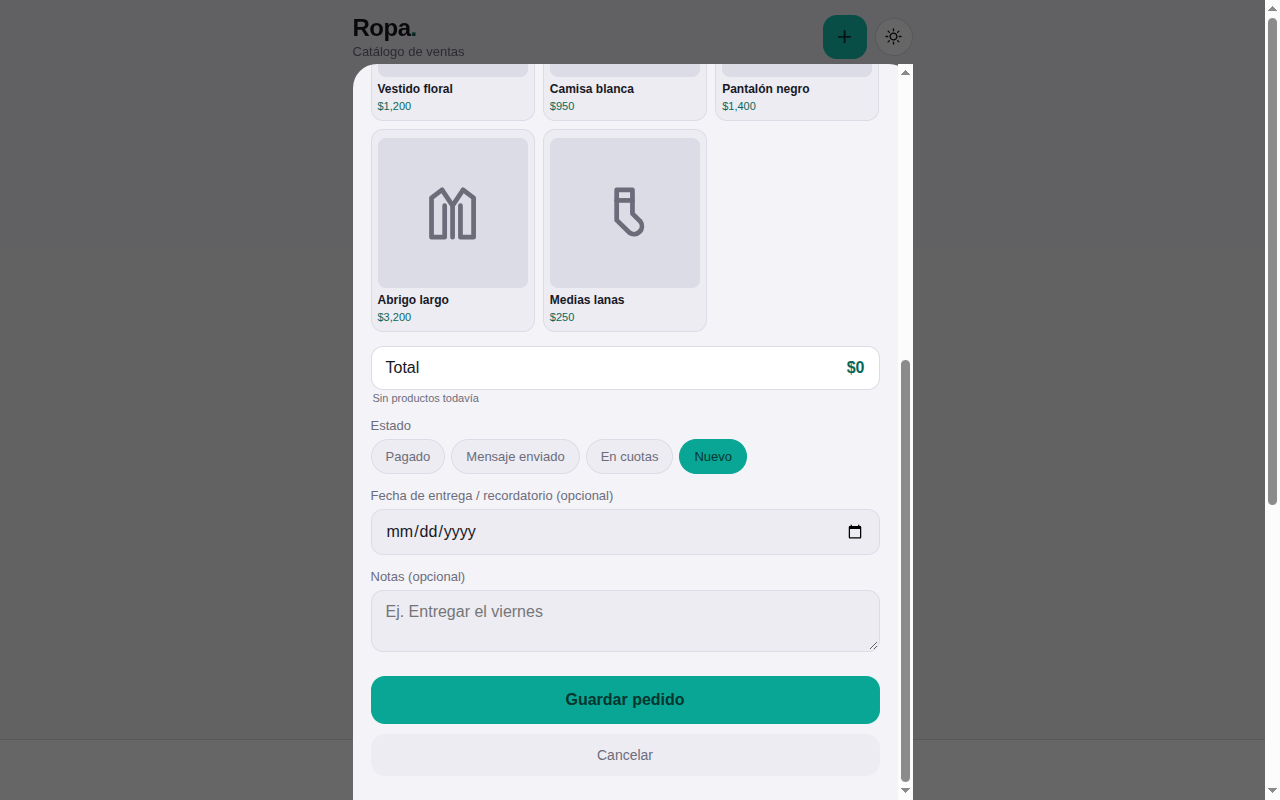 Ropa.
Catálogo de ventas
+
Vestido floral
$1,200
Camisa blanca
$950
Pantalón negro
$1,400
Abrigo largo
$3,200
Medias lanas
$250
Total $0
Sin productos todavía
Estado
Pagado Mensaje enviado En cuotas Nuevo
Fecha de entrega / recordatorio (opcional)
mm/dd/yyyy
Notas (opcional)
Ej. Entregar el viernes
Guardar pedido
Cancelar